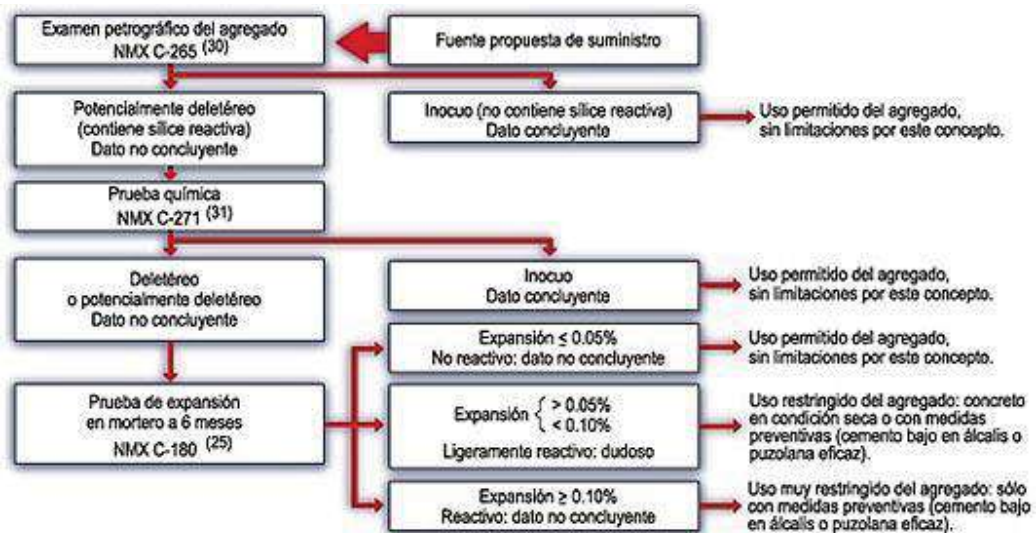 Examen petrográfico del agregado
NMX C-265 (30)
Fuente propuesta de suministro
Potencialmente deletéreo
(contiene sílice reactiva)
Dato no concluyente
Inocuo (no contiene sílice reactiva)
Dato concluyente
Uso permitido del agregado,
sin limitaciones por este concepto.
Prueba química
NMX C-271 (31)
Deletéreo
o potencialmente deletéreo
Dato no concluyente
Inocuo
Dato concluyente
Uso permitido del agregado,
sin limitaciones por este concepto.
Expansión ≤ 0.05%
No reactivo: dato no concluyente
Uso permitido del agregado,
sin limitaciones por este concepto.
Prueba de expansión
en mortero a 6 meses
NMX C-180 (25)
Expansión { > 0.05%
< 0.10%
Ligeramente reactivo: dudoso
Uso restringido del agregado: concreto
en condición seca o con medidas
preventivas (cemento bajo en álcalis o
puzolana eficaz).
Expansión ≥ 0.10%
Reactivo: dato no concluyente
Uso muy restringido del agregado: sólo
con medidas preventivas (cemento bajo
en álcalis o puzolana eficaz).